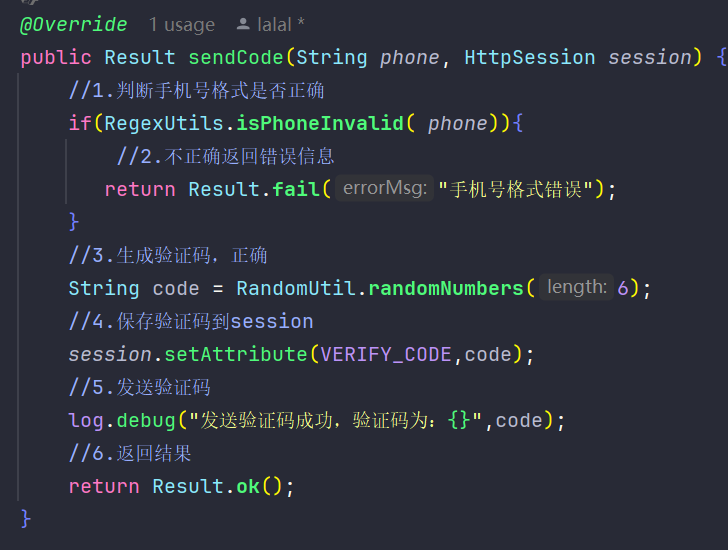 @Override 1 usage lalal *
public Result sendCode(String phone, HttpSession session) {
//1.判断手机号格式是否正确
if(RegexUtils.isPhoneInvalid( phone)){
//2.不正确返回错误信息
return Result.fail( errorMsg: "手机号格式错误");
}
//3.生成验证码，正确
String code = RandomUtil.randomNumbers( length: 6);
//4.保存验证码到session
session.setAttribute(VERIFY_CODE,code);
//5.发送验证码
log.debug("发送验证码成功，验证码为：{}",code);
//6.返回结果
return Result.ok();
}